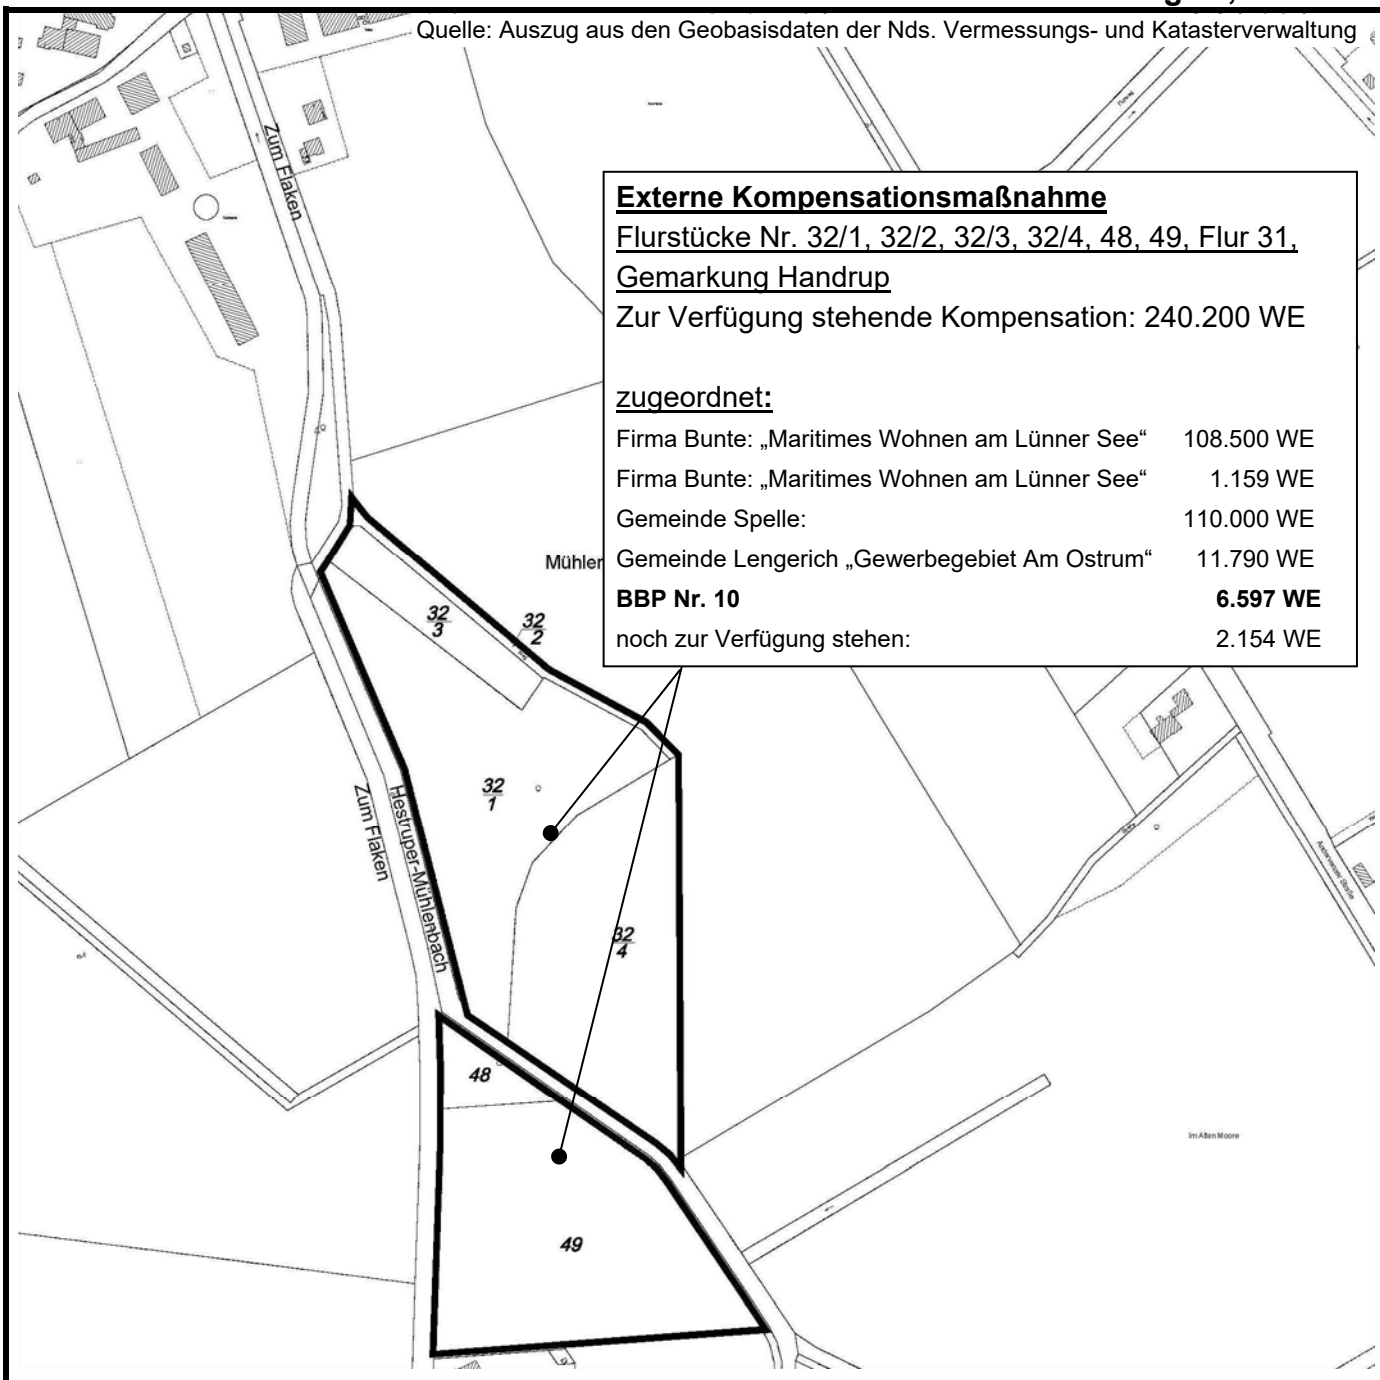 Quelle: Auszug aus den Geobasisdaten der Nds. Vermessungs- und Katasterverwaltung
Zum Flaken
Externe Kompensationsmaßnahme
Flurstücke Nr. 32/1, 32/2, 32/3, 32/4, 48, 49, Flur 31,
Gemarkung Handrup
Zur Verfügung stehende Kompensation: 240.200 WE
zugeordnet:
Firma Bunte: „Maritimes Wohnen am Lünner See“ 108.500 WE
Firma Bunte: „Maritimes Wohnen am Lünner See“ 1.159 WE
Gemeinde Spelle: 110.000 WE
Gemeinde Lengerich „Gewerbegebiet Am Ostrum“ 11.790 WE
BBP Nr. 10 6.597 WE
noch zur Verfügung stehen: 2.154 WE
Mühlen
32
3
32
2
32
1
Zum Flaken
Hestruper-Mühlenbach
32
4
48
Im Alten Moore
49